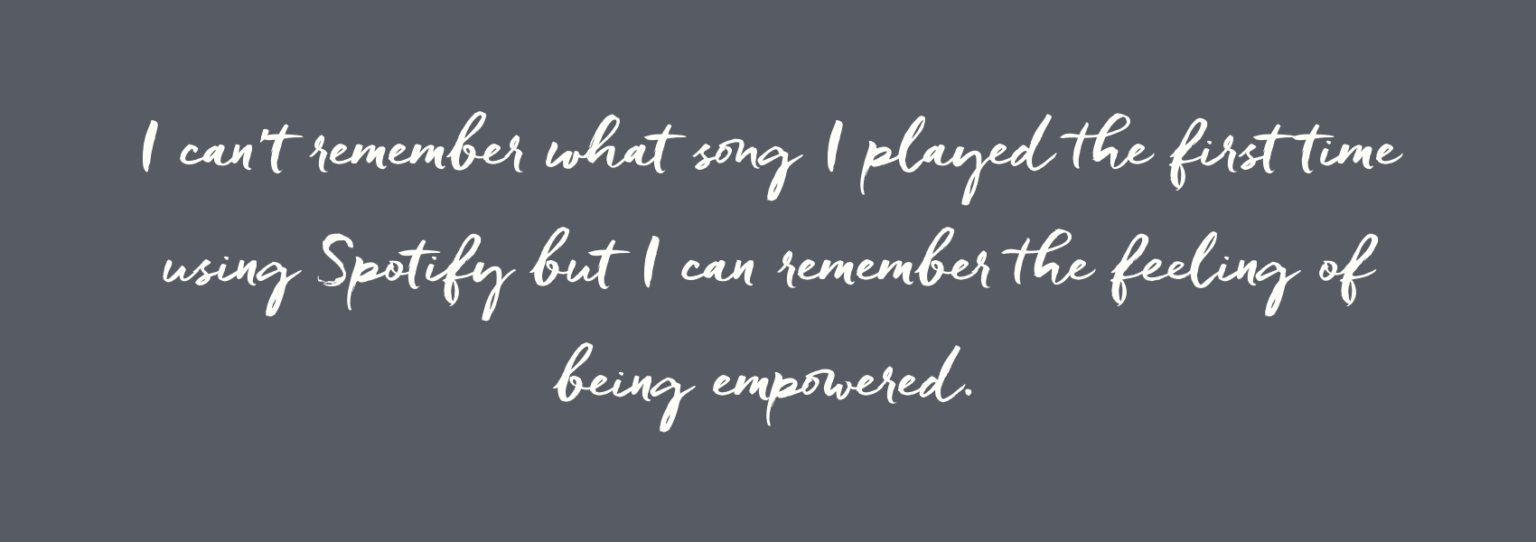 I can't remember what song I played the first time
using Spotify but I can remember the feeling of
being empowered.